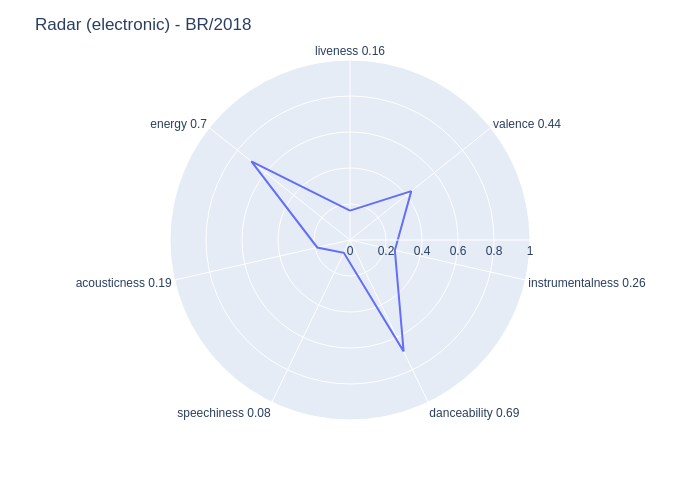 Radar (electronic) - BR/2018
liveness 0.16
energy 0.7
valence 0.44
0
0.2
0.4
0.6
0.8
1
acousticness 0.19
instrumentalness 0.26
speechiness 0.08
danceability 0.69